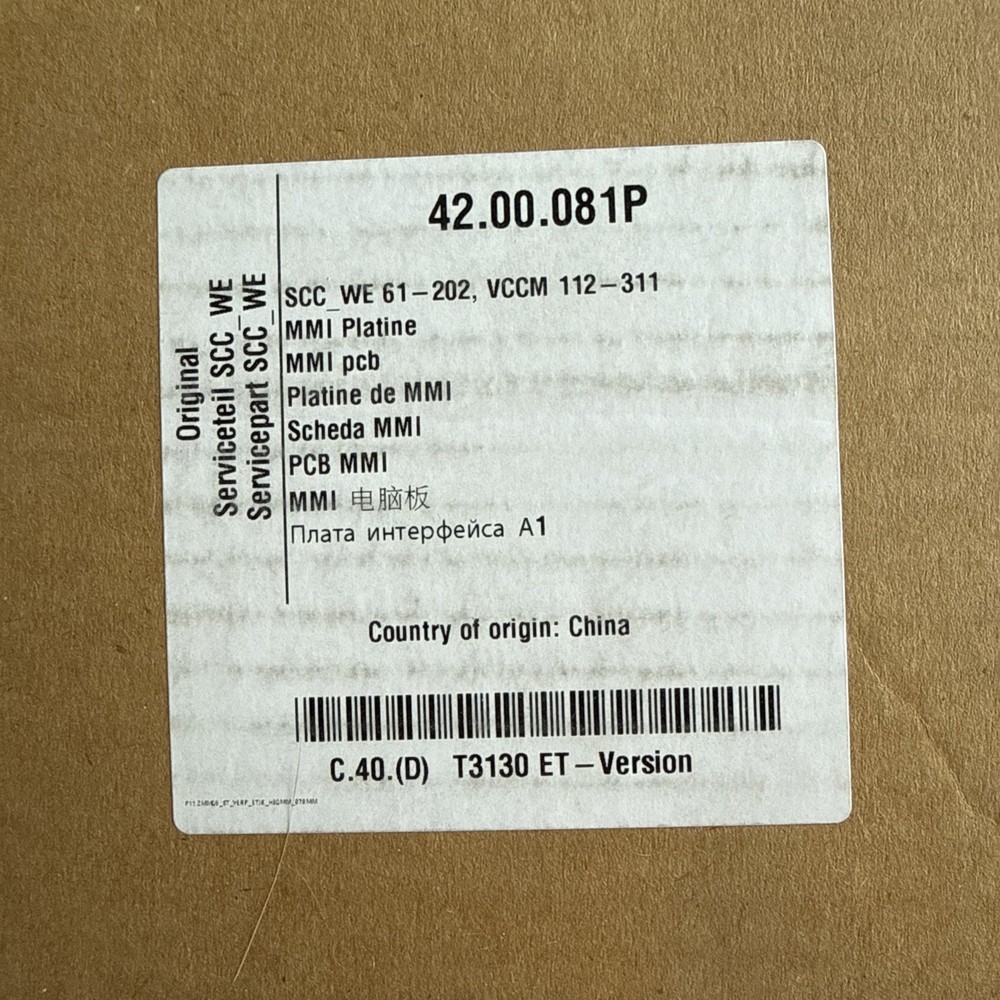 42.00.081P
Original
Serviceteil SCC_WE
Servicepart SCC_WE
SCC_WE 61-202, VCCM 112-311
MMI Platine
MMI pcb
Platine de MMI
Scheda MMI
PCB MMI
MMI 电脑板
Плата интерфейса А1
Country of origin: China
C.40.(D) T3130 ET-Version